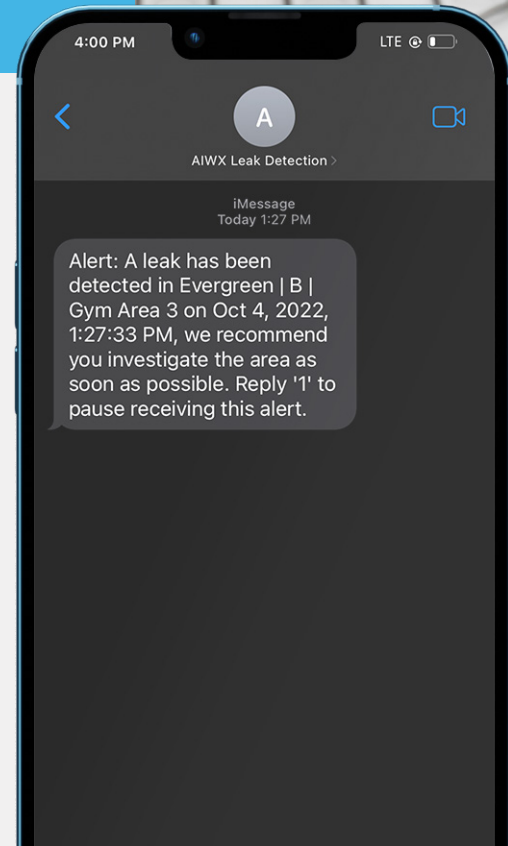 4:00 PM LTE
A
AIWX Leak Detection >
iMessage
Today 1:27 PM
Alert: A leak has been
detected in Evergreen | B |
Gym Area 3 on Oct 4, 2022,
1:27:33 PM, we recommend
you investigate the area as
soon as possible. Reply '1' to
pause receiving this alert.